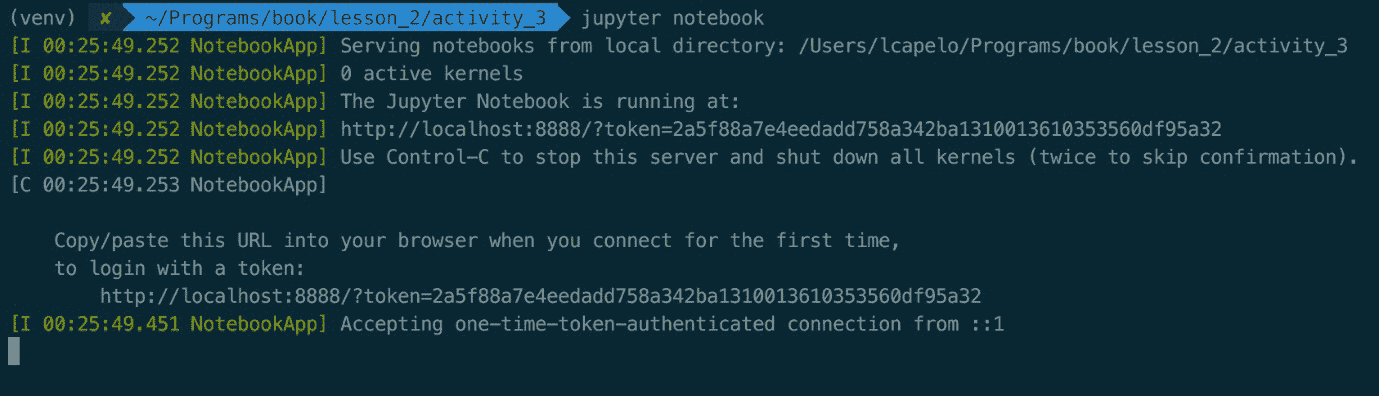 (venv) ✘ ~/Programs/book/lesson_2/activity_3 jupyter notebook
[I 00:25:49.252 NotebookApp] Serving notebooks from local directory: /Users/lcapelo/Programs/book/lesson_2/activity_3
[I 00:25:49.252 NotebookApp] 0 active kernels
[I 00:25:49.252 NotebookApp] The Jupyter Notebook is running at:
[I 00:25:49.252 NotebookApp] http://localhost:8888/?token=2a5f88a7e4eedadd758a342ba1310013610353560df95a32
[I 00:25:49.252 NotebookApp] Use Control-C to stop this server and shut down all kernels (twice to skip confirmation).
[C 00:25:49.253 NotebookApp]
Copy/paste this URL into your browser when you connect for the first time,
to login with a token:
http://localhost:8888/?token=2a5f88a7e4eedadd758a342ba1310013610353560df95a32
[I 00:25:49.451 NotebookApp] Accepting one-time-token-authenticated connection from ::1